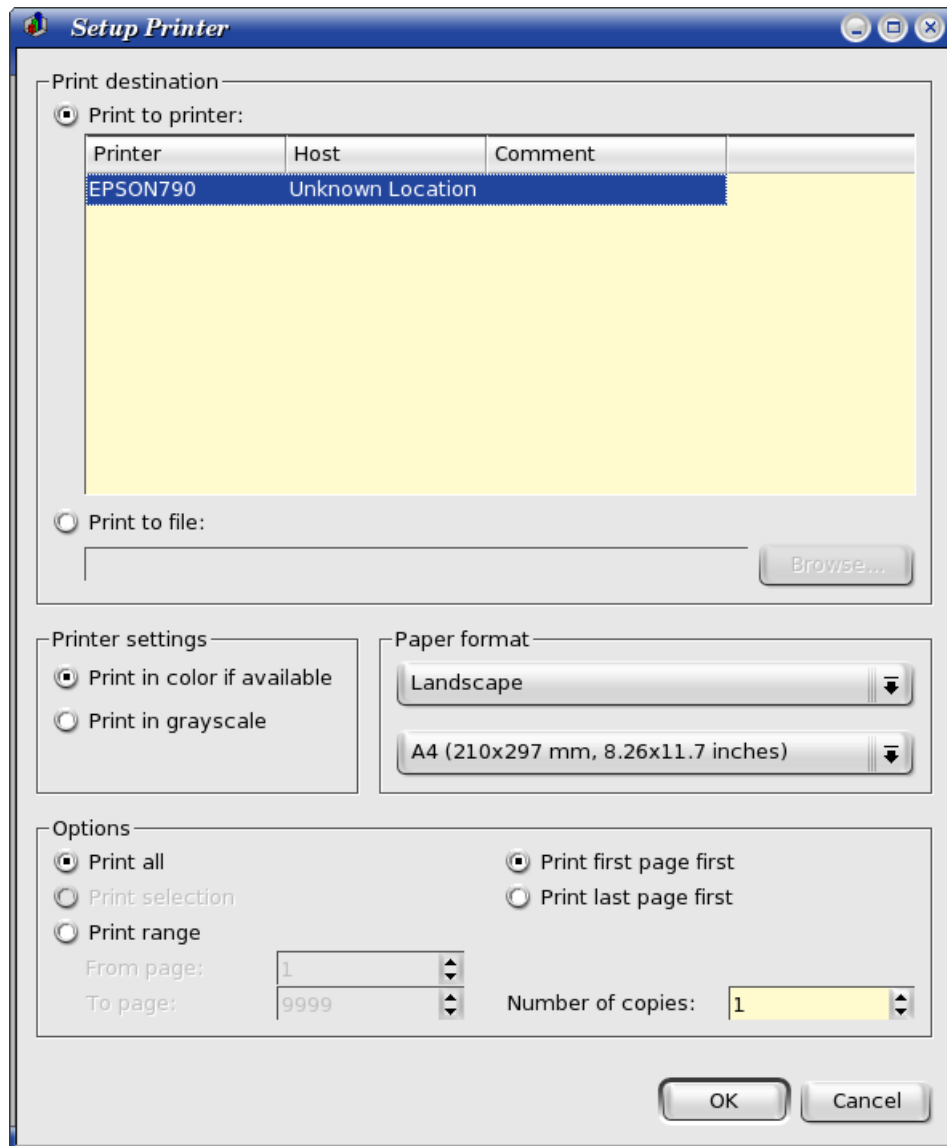 Setup Printer
Print destination
Print to printer:
Printer Host Comment
EPSON790 Unknown Location
Print to file:
Browse...
Printer settings
Print in color if available
Print in grayscale
Paper format
Landscape
A4 (210x297 mm, 8.26x11.7 inches)
Options
Print all
Print selection
Print range
From page: 1
To page: 9999
Print first page first
Print last page first
Number of copies: 1
OK Cancel